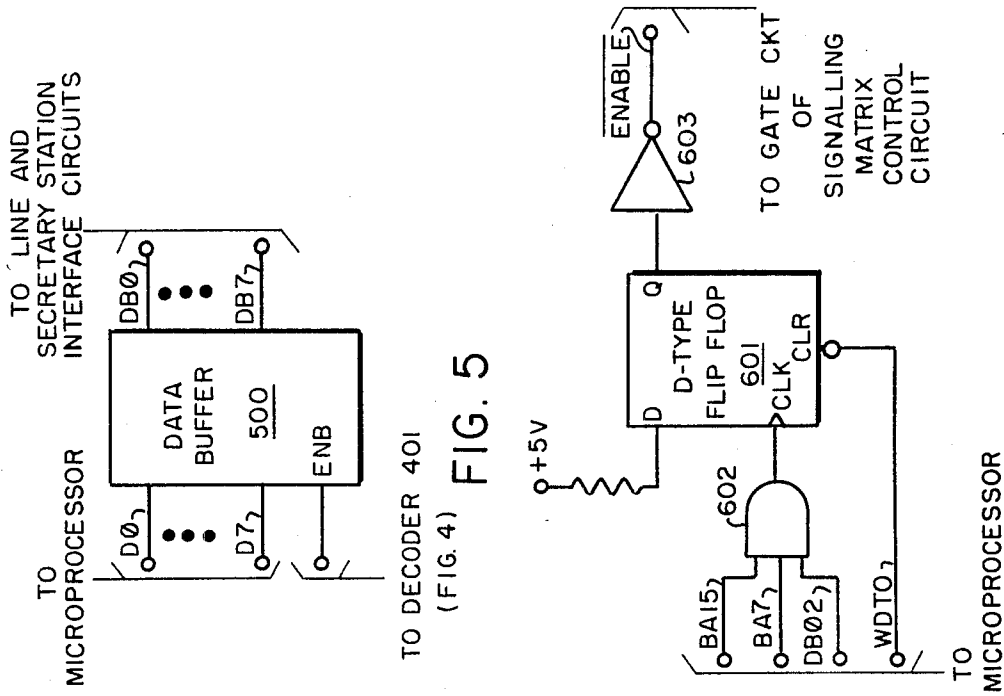 TO LINE AND
SECRETARY STATION
INTERFACE CIRCUITS
TO
MICROPROCESSOR
D0
D7
DATA
BUFFER
500
ENB
DB0
DB7
TO DECODER 401
(FIG. 4)
FIG. 5
+5V
BA15
BA7
DB02
WDTO
602
D
Q
D-TYPE
FLIP FLOP
601
CLK
CLR
603
ENABLE
TO GATE CKT
OF
SIGNALLING
MATRIX
CONTROL
CIRCUIT
TO
MICROPROCESSOR